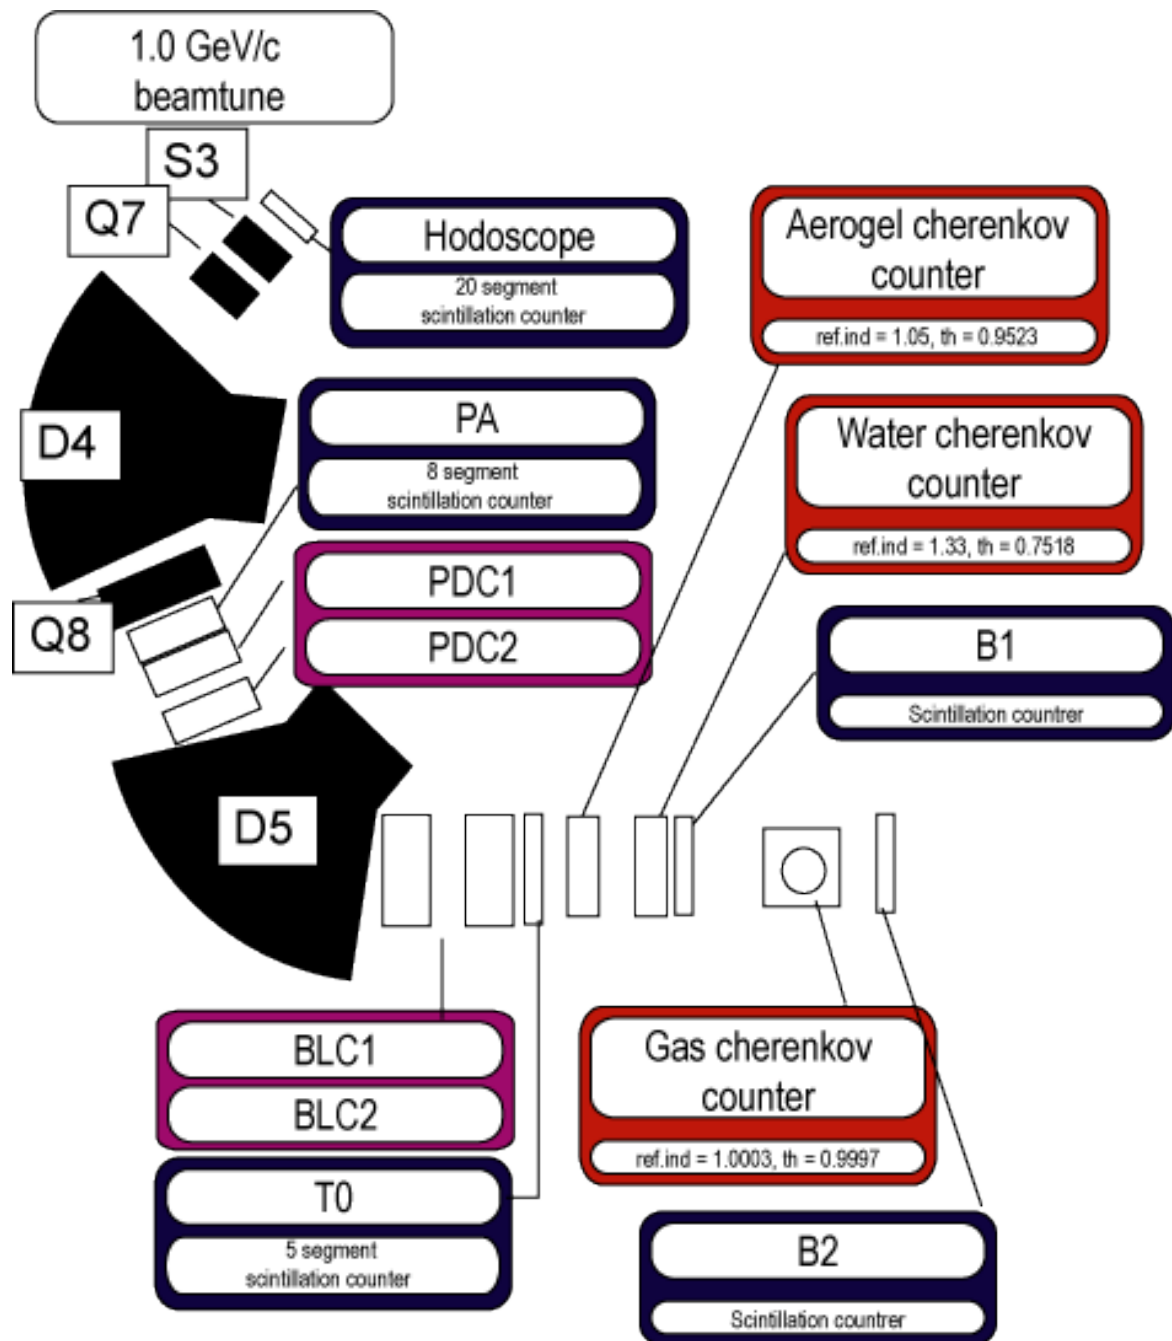 1.0 GeV/c
beamtune
S3
Q7
Hodoscope
20 segment
scintillation counter
Aerogel cherenkov
counter
ref.ind = 1.05, th = 0.9523
D4
PA
8 segment
scintillation counter
Water cherenkov
counter
ref.ind = 1.33, th = 0.7518
Q8
PDC1
PDC2
B1
Scintillation countrer
D5
BLC1
BLC2
Gas cherenkov
counter
ref.ind = 1.0003, th = 0.9997
T0
5 segment
scintillation counter
B2
Scintillation countrer